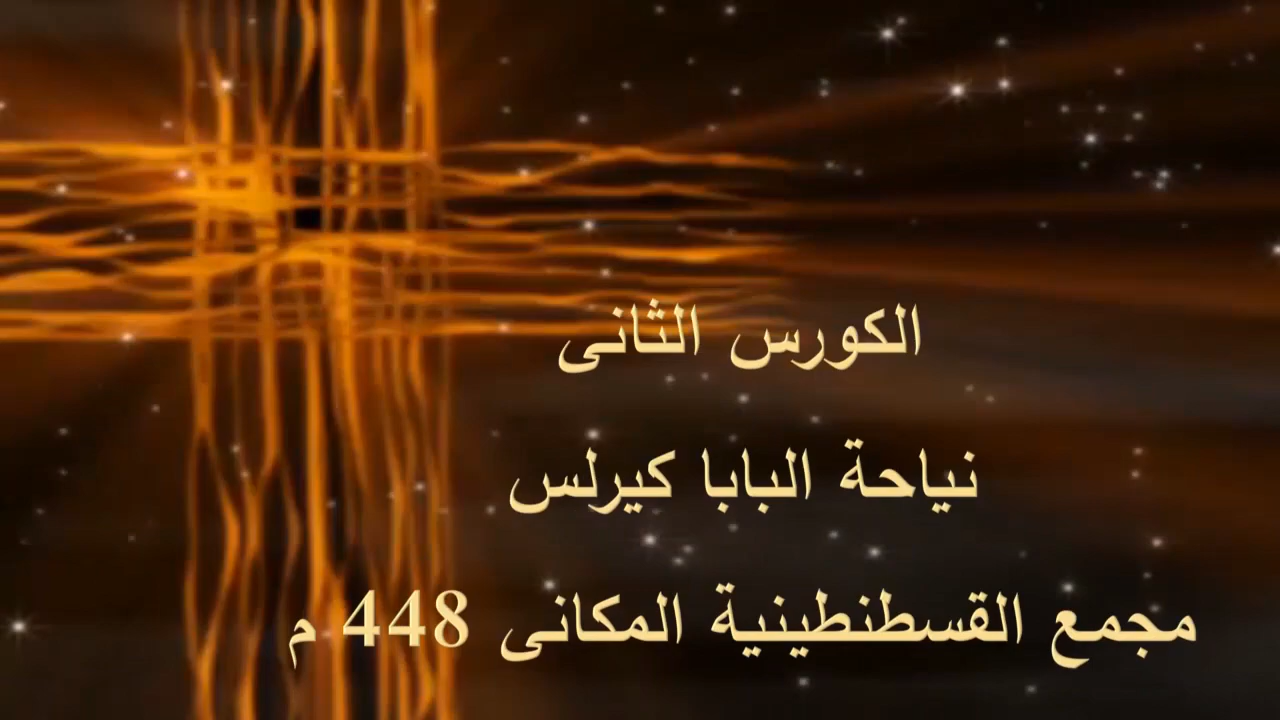 الكورس الثانى
نياحة البابا كيرلس
مجمع القسطنطينية المكانى 448 م